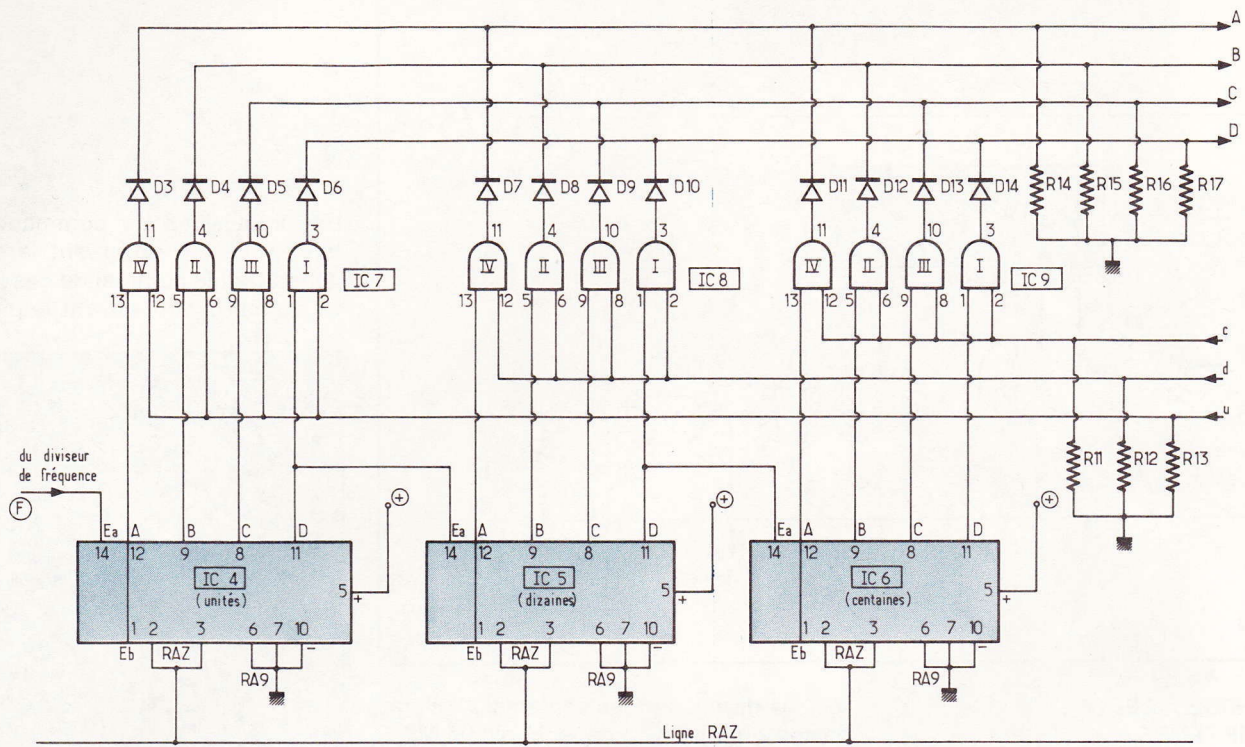 A
B
C
D
D3 D4 D5 D6 D7 D8 D9 D10 D11 D12 D13 D14 R14 R15 R16 R17
11 4 10 3 11 4 10 3 11 4 10 3
IV II III I IC 7 IV II III I IC 8 IV II III I IC 9
13 12 5 6 9 8 1 2 13 12 5 6 9 8 1 2 13 12 5 6 9 8 1 2
c
d
u
du diviseur
de fréquence
F
R11 R12 R13
+ + +
Ea A B C D Ea A B C D Ea A B C D
14 12 9 8 11 14 12 9 8 11 14 12 9 8 11
IC 4 5 + IC 5 5 + IC 6 5 +
(unités) (dizaines) (centaines)
1 2 3 6 7 10 1 2 3 6 7 10 1 2 3 6 7 10
Eb RAZ − Eb RAZ − Eb RAZ −
RA9 RA9 RA9
Ligne RAZ